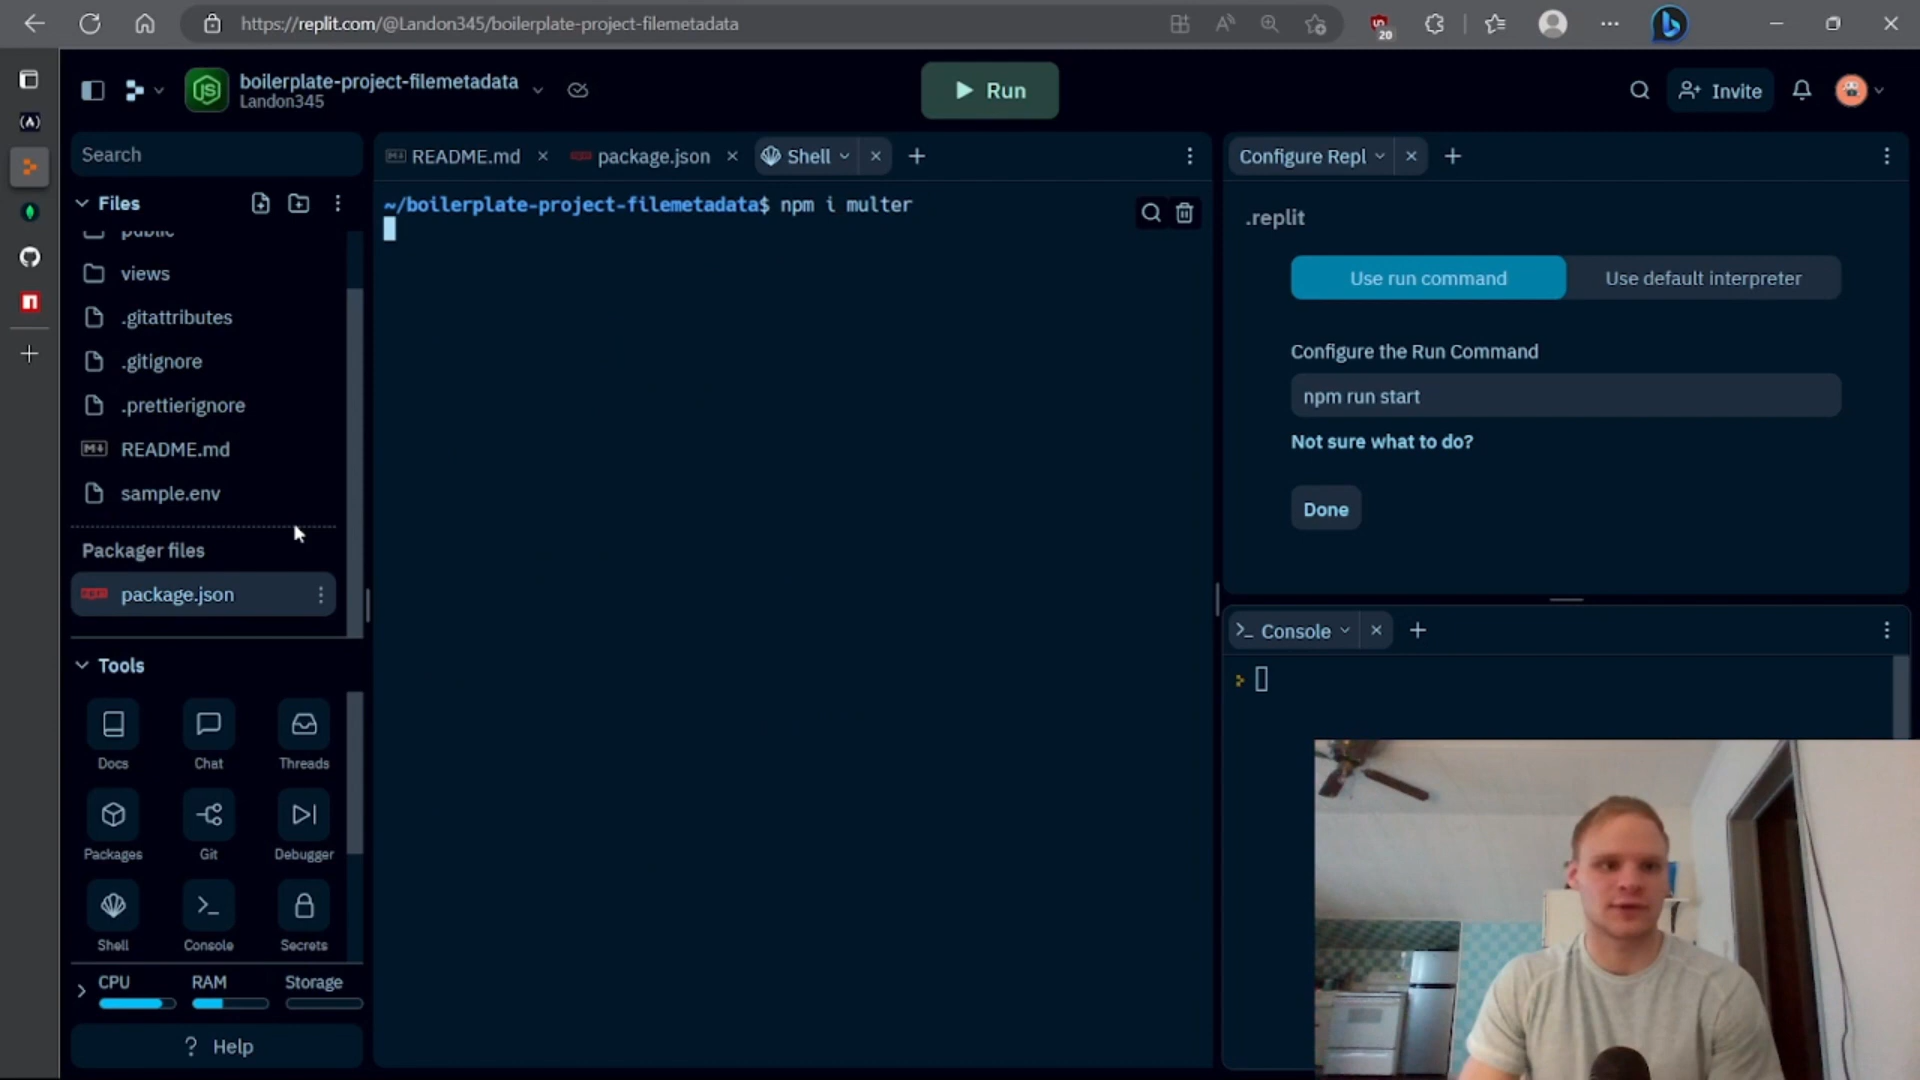 https://replit.com/@Landon345/boilerplate-project-filemetadata
20
boilerplate-project-filemetadata
Landon345
Run
Invite
Search
Files
public
views
.gitattributes
.gitignore
.prettierignore
README.md
sample.env
Packager files
package.json
Tools
Docs
Chat
Threads
Packages
Git
Debugger
Shell
Console
Secrets
CPU
RAM
Storage
? Help
README.md
package.json
Shell
~/boilerplate-project-filemetadata$ npm i multer
Configure Repl
.replit
Use run command
Use default interpreter
Configure the Run Command
npm run start
Not sure what to do?
Done
>_ Console